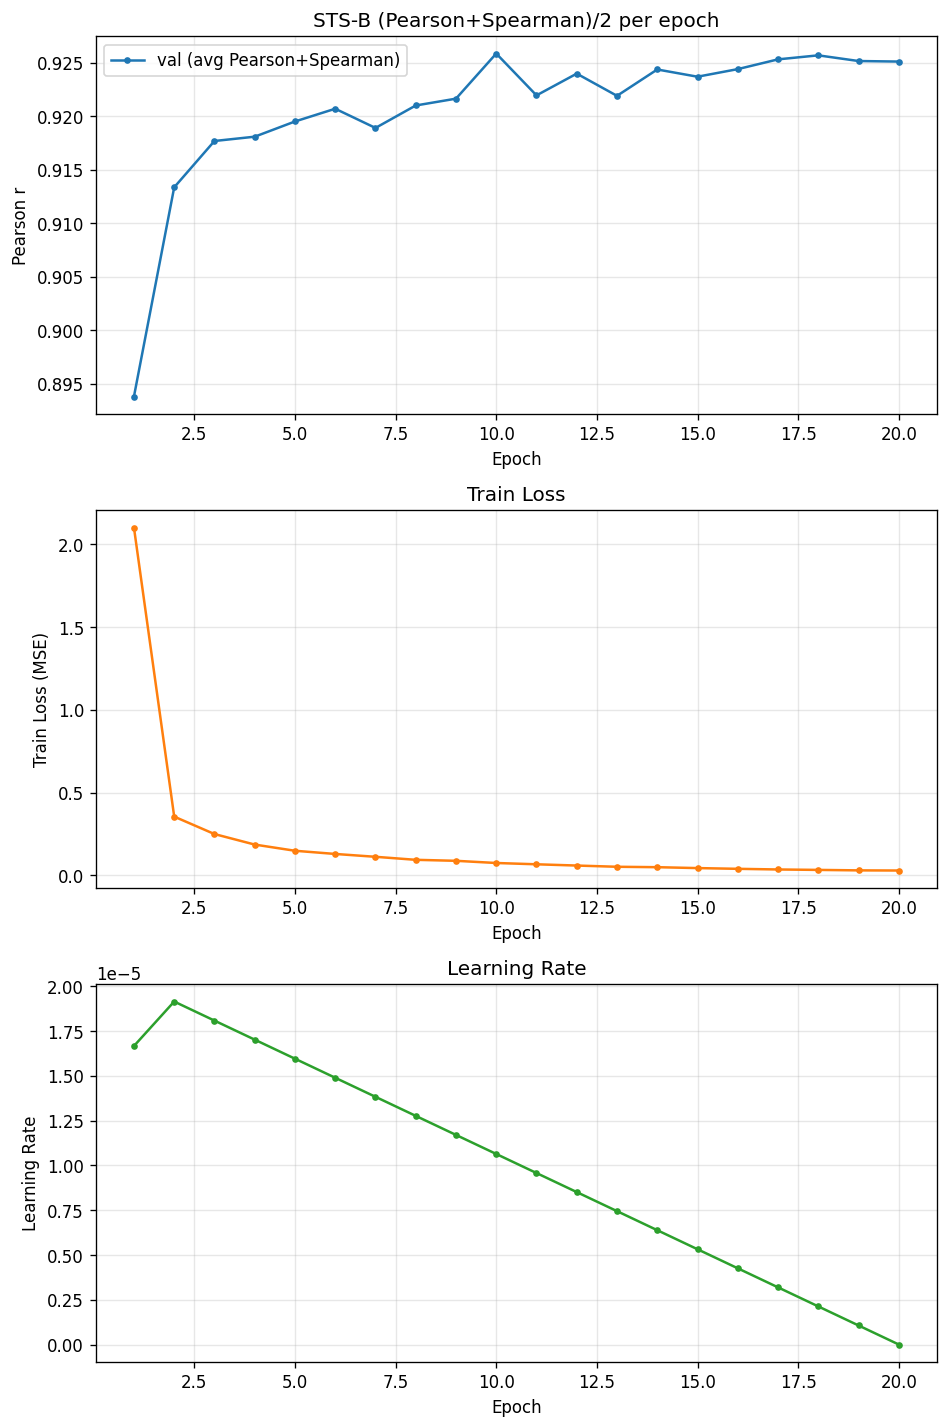 STS-B (Pearson+Spearman)/2 per epoch
val (avg Pearson+Spearman)
Pearson r
0.925
0.920
0.915
0.910
0.905
0.900
0.895
2.5 5.0 7.5 10.0 12.5 15.0 17.5 20.0
Epoch
Train Loss
Train Loss (MSE)
2.0
1.5
1.0
0.5
0.0
2.5 5.0 7.5 10.0 12.5 15.0 17.5 20.0
Epoch
Learning Rate
1e−5
Learning Rate
2.00
1.75
1.50
1.25
1.00
0.75
0.50
0.25
0.00
2.5 5.0 7.5 10.0 12.5 15.0 17.5 20.0
Epoch